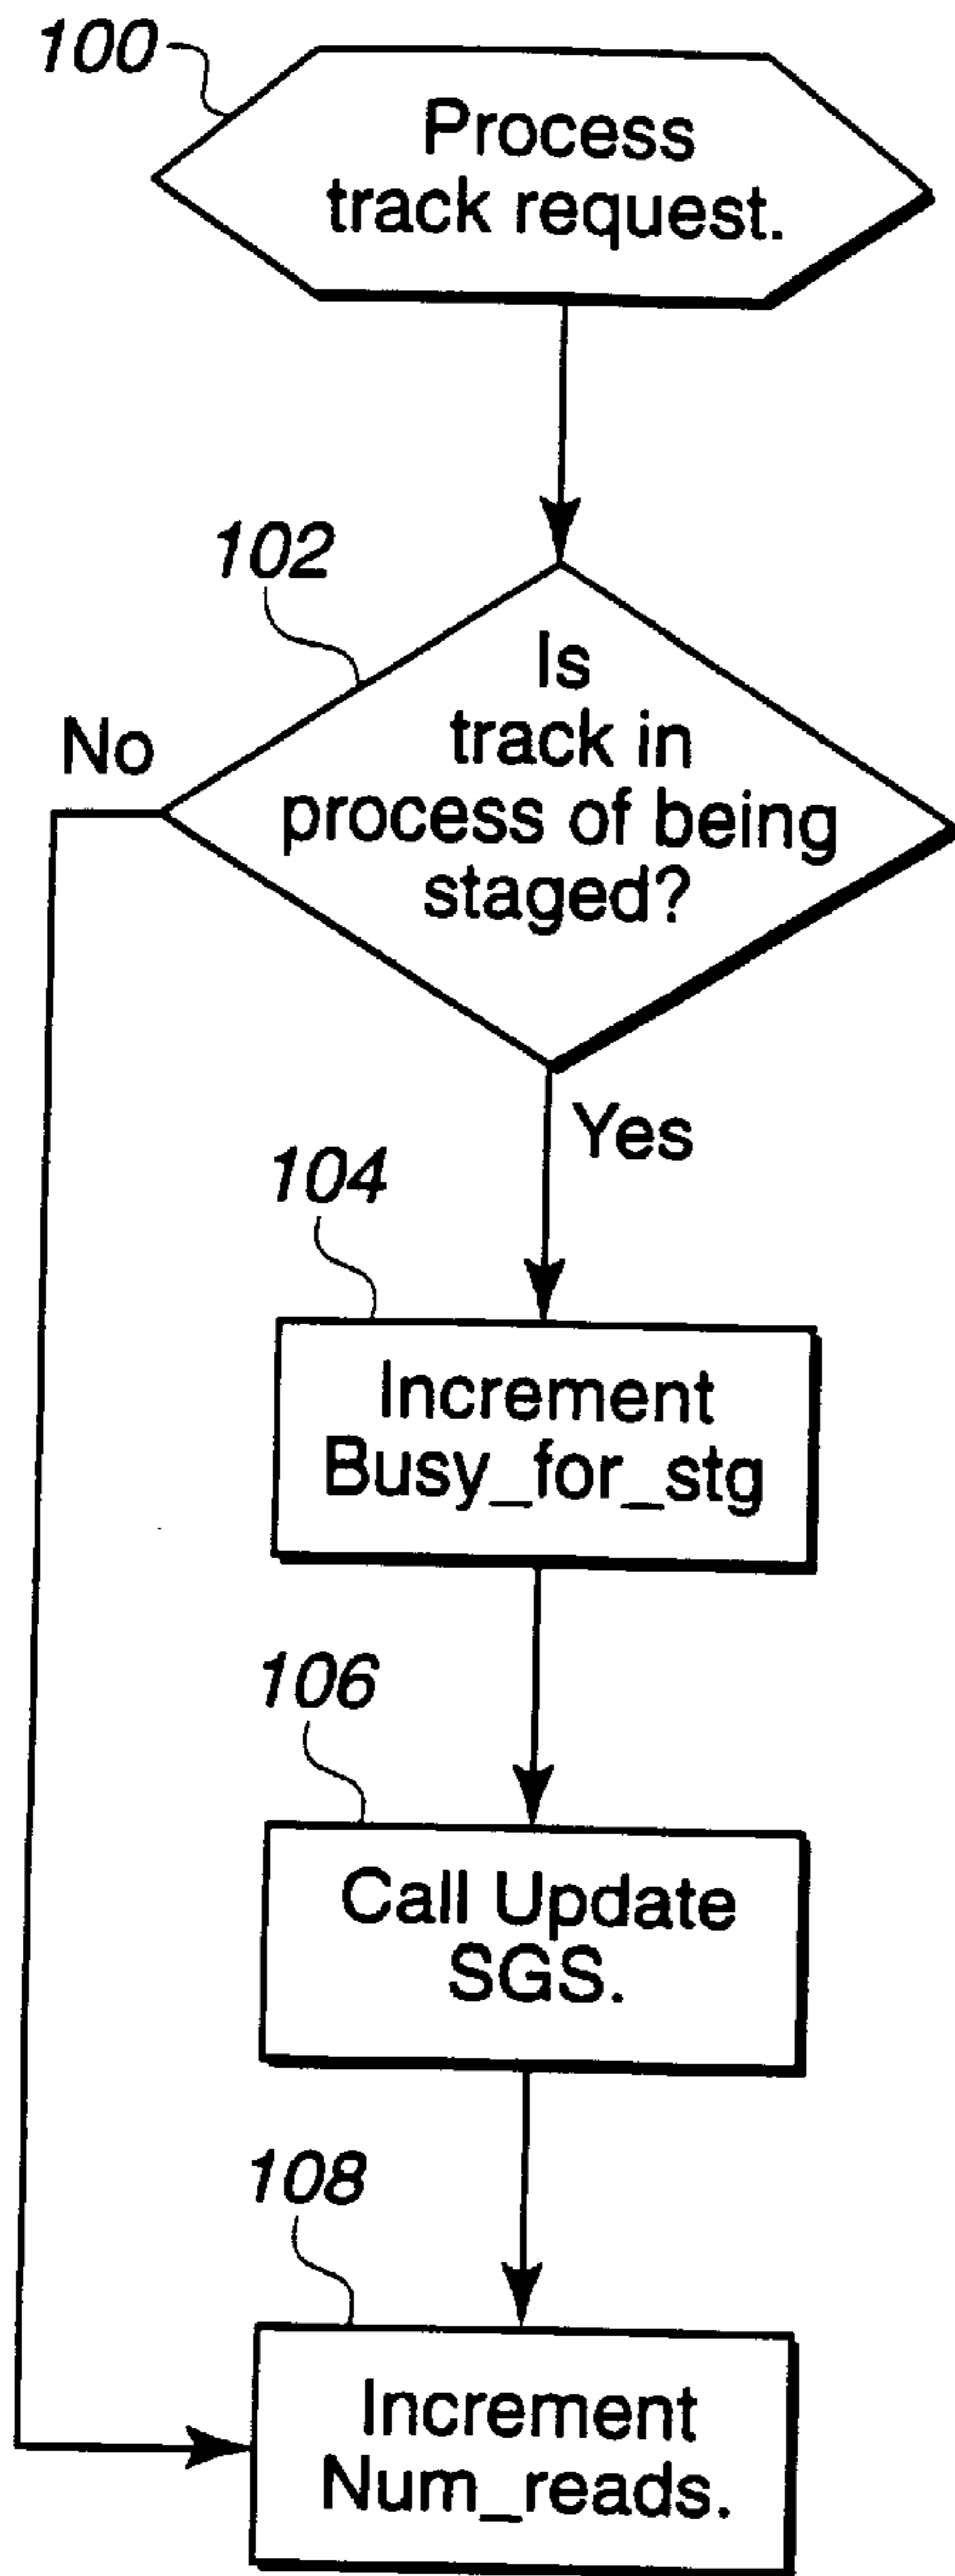 100
Process
track request.
102
Is
track in
process of being
staged?
No
Yes
104
Increment
Busy_for_stg
106
Call Update
SGS.
108
Increment
Num_reads.